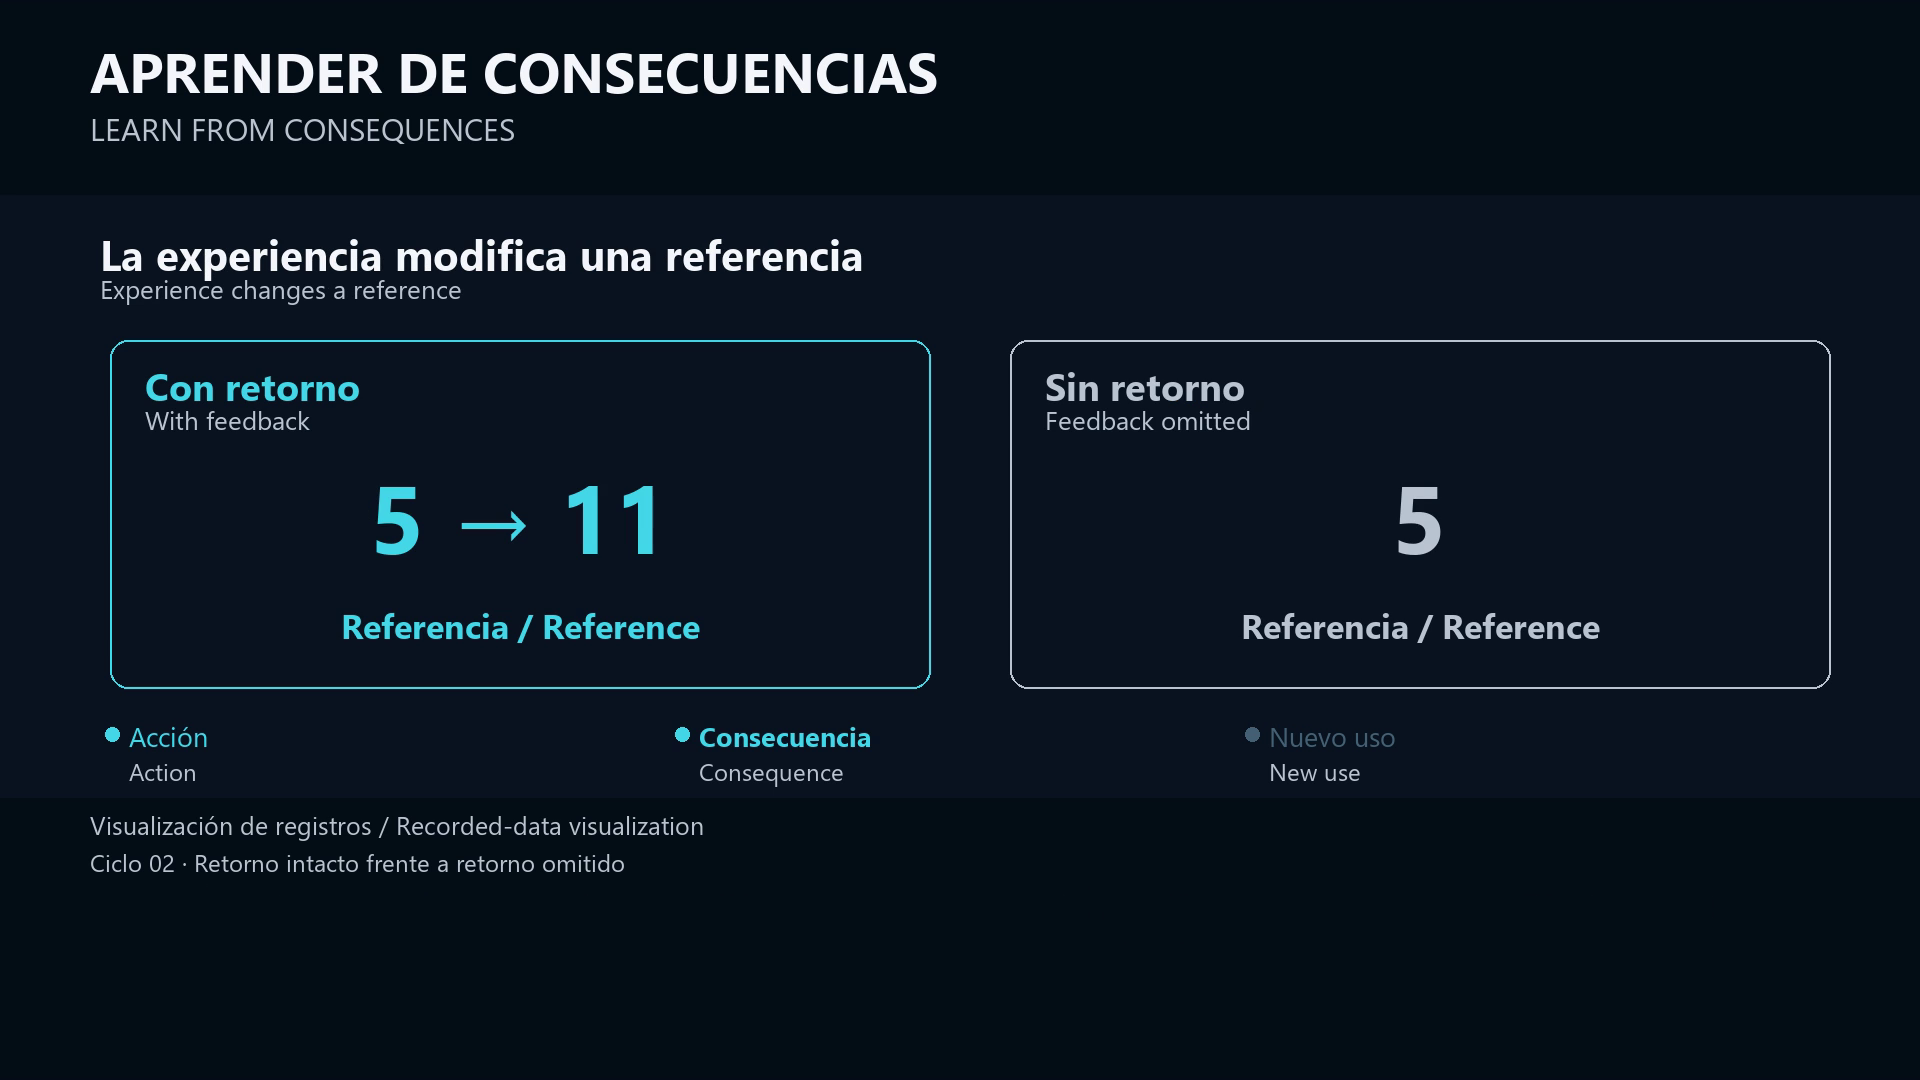 APRENDER DE CONSECUENCIAS
LEARN FROM CONSEQUENCES
La experiencia modifica una referencia
Experience changes a reference
Con retorno
With feedback
5 → 11
Referencia / Reference
Sin retorno
Feedback omitted
5
Referencia / Reference
Acción
Action
Consecuencia
Consequence
Nuevo uso
New use
Visualización de registros / Recorded-data visualization
Ciclo 02 · Retorno intacto frente a retorno omitido